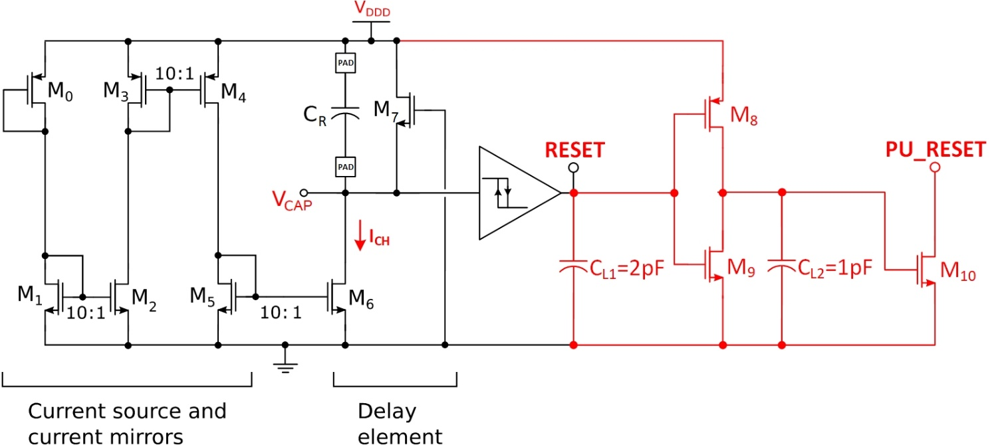 VDDD
PAD
10:1
M0
M3
M4
CR
M7
M8
PAD
RESET
PU_RESET
VCAP
ICH
CL1=2pF
M9
CL2=1pF
M10
M1
10:1
M2
M5
10:1
M6
Current source and
current mirrors
Delay
element